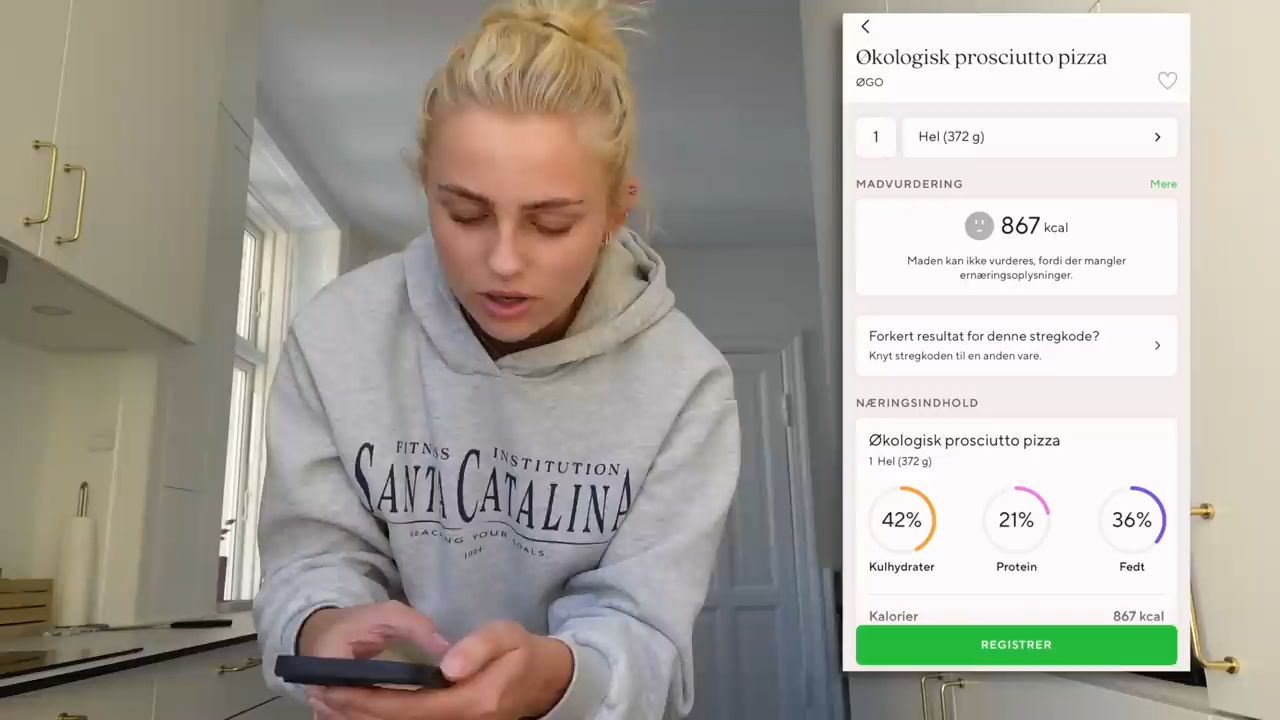 FITNESS INSTITUTION
SANTA CATALINA
REACHING YOUR GOALS
Økologisk prosciutto pizza
ØGO
1
Hel (372 g)
MADVURDERING
Mere
867 kcal
Maden kan ikke vurderes, fordi der mangler
ernæringsoplysninger.
Forkert resultat for denne stregkode?
Knyt stregkoden til en anden vare.
NÆRINGSINDHOLD
Økologisk prosciutto pizza
1 Hel (372 g)
42%
21%
36%
Kulhydrater
Protein
Fedt
Kalorier
867 kcal
REGISTRER